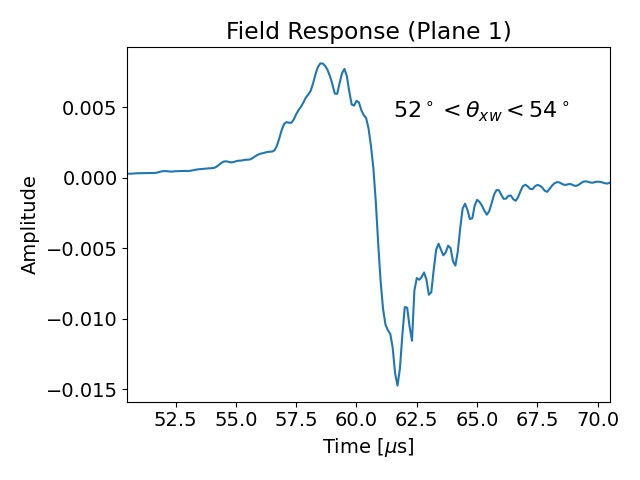 Field Response (Plane 1)
52° < θxw < 54°
Amplitude
0.005
0.000
−0.005
−0.010
−0.015
52.5 55.0 57.5 60.0 62.5 65.0 67.5 70.0
Time [μs]